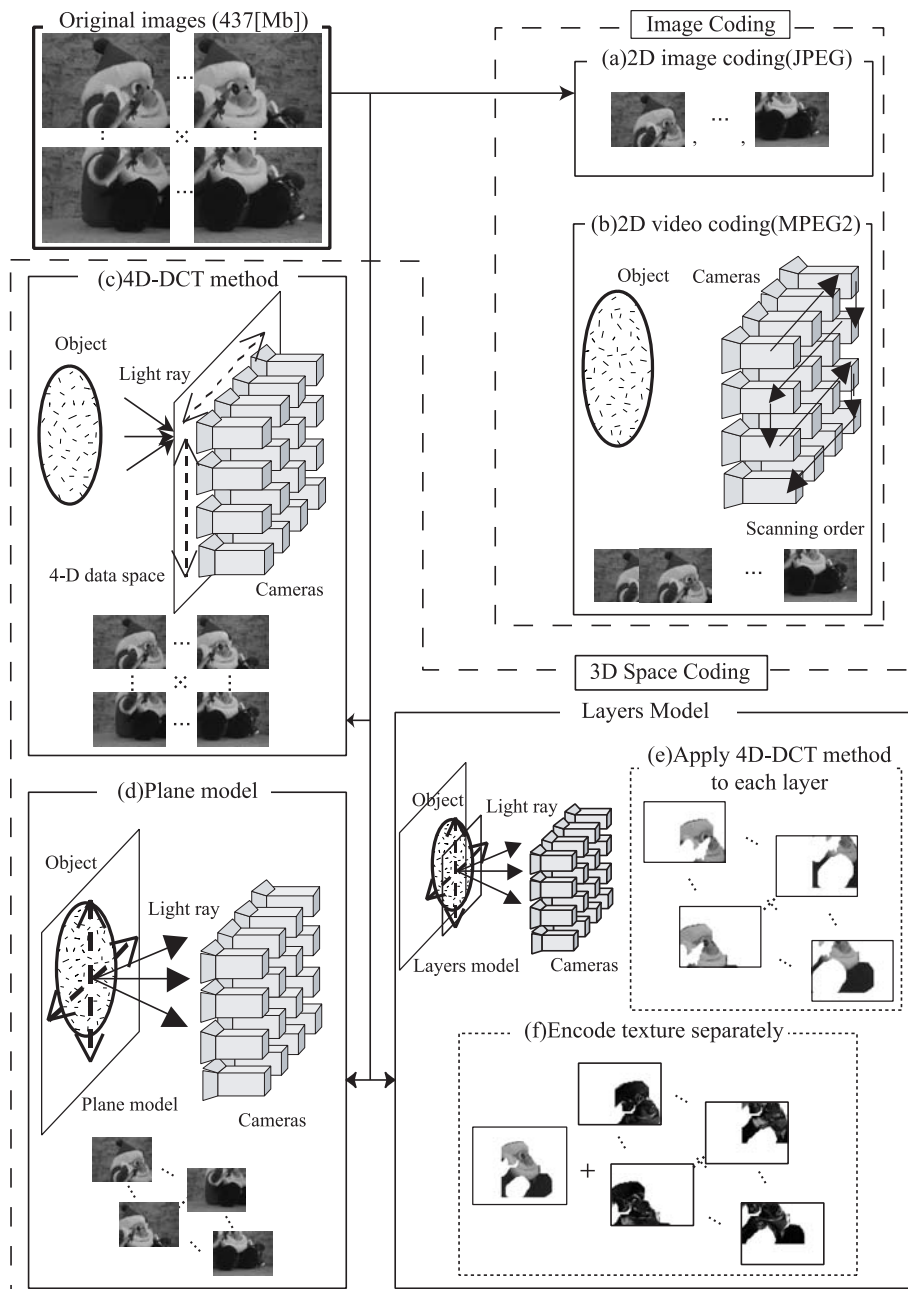 Original images (437[Mb])
Image Coding
(a)2D image coding(JPEG)
, ... ,
(b)2D video coding(MPEG2)
Object
Cameras
Scanning order
(c)4D-DCT method
Object
Light ray
4-D data space
Cameras
3D Space Coding
Layers Model
(d)Plane model
Object
Light ray
Plane model
Cameras
Object
Light ray
Layers model
Cameras
(e)Apply 4D-DCT method
to each layer
(f)Encode texture separately
+